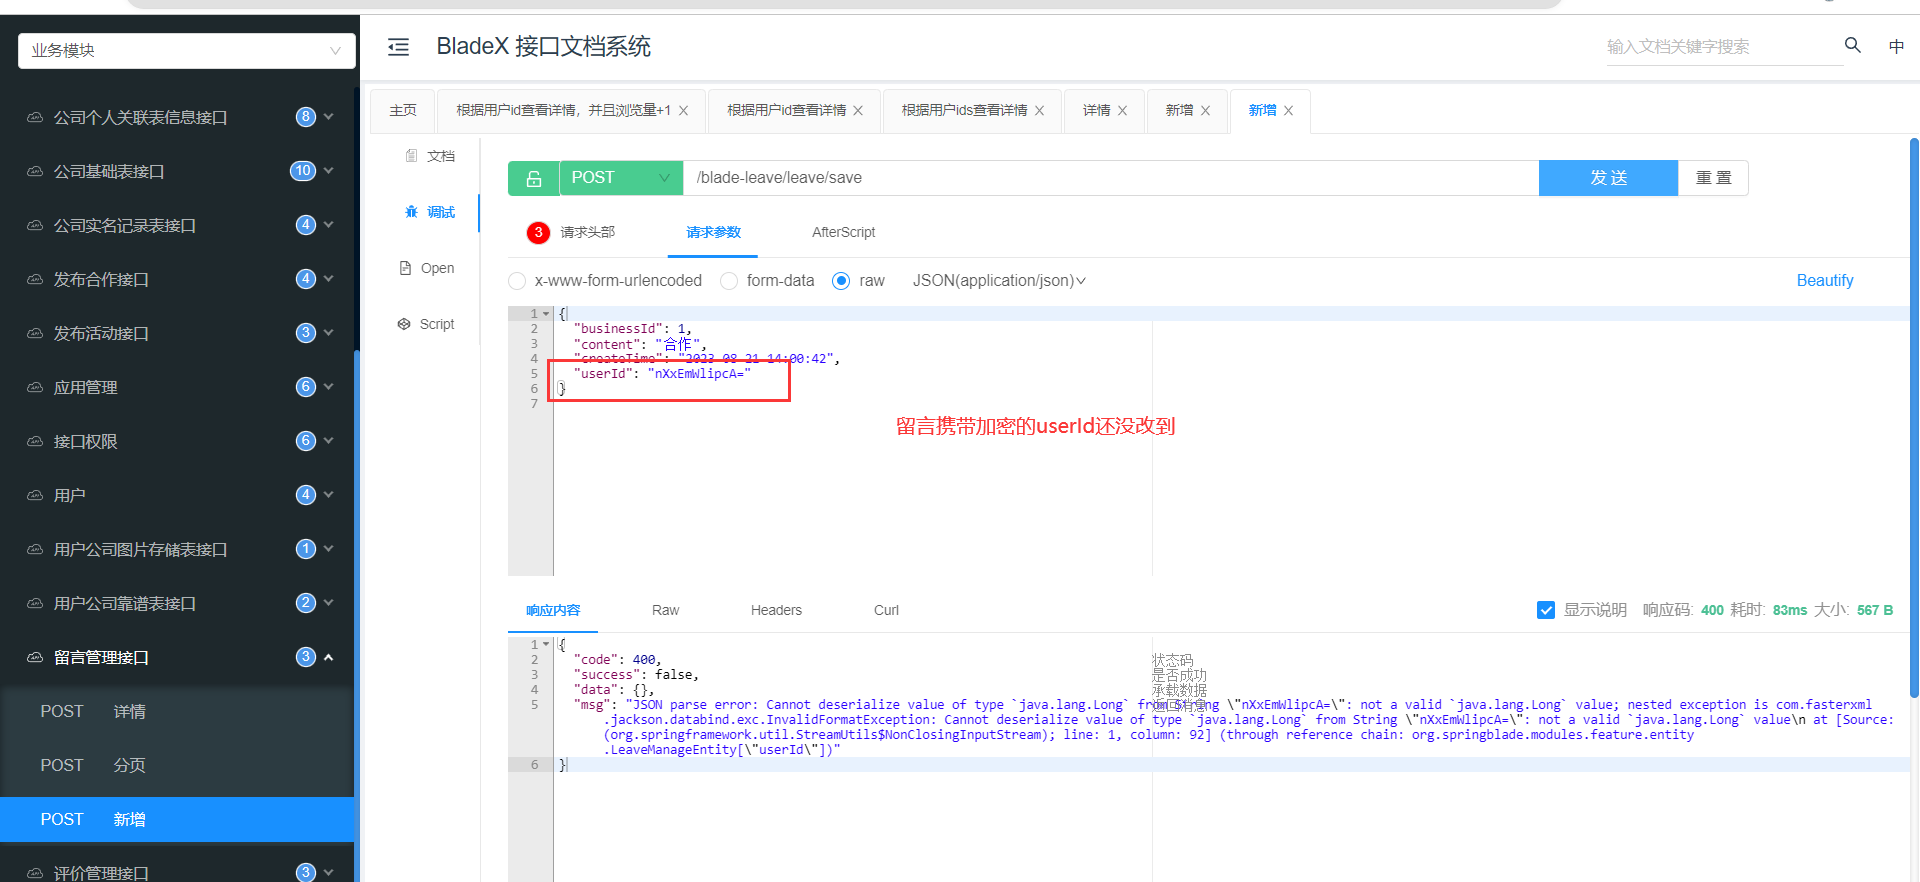 业务模块
BladeX 接口文档系统
输入文档关键字搜索
中
公司个人关联表信息接口 8
公司基础表接口 10
公司实名记录表接口 4
发布合作接口 4
发布活动接口 3
应用管理 6
接口权限 6
用户 4
用户公司图片存储表接口 1
用户公司靠谱表接口 2
留言管理接口 3
POST 详情
POST 分页
POST 新增
评价管理接口 3
主页
根据用户id查看详情，并且浏览量+1
根据用户id查看详情
根据用户ids查看详情
详情
新增
新增
文档
调试
Open
Script
POST /blade-leave/leave/save
发 送
重 置
3 请求头部
请求参数
AfterScript
x-www-form-urlencoded
form-data
raw
JSON(application/json)
Beautify
1 {
2 "businessId": 1,
3 "content": "合作",
4 "createTime": "2023-08-21 14:00:42",
5 "userId": "nXxEmWlipcA="
6 }
7
留言携带加密的userId还没改到
响应内容
Raw
Headers
Curl
显示说明 响应码: 400 耗时: 83ms 大小: 567 B
1 {
2 "code": 400, 状态码
3 "success": false, 是否成功
4 "data": {}, 承载数据
5 "msg": "JSON parse error: Cannot deserialize value of type `java.lang.Long` from String \"nXxEmWlipcA=\": not a valid `java.lang.Long` value; nested exception is com.fasterxml 返回消息
.jackson.databind.exc.InvalidFormatException: Cannot deserialize value of type `java.lang.Long` from String \"nXxEmWlipcA=\": not a valid `java.lang.Long` value\n at [Source:
(org.springframework.util.StreamUtils$NonClosingInputStream); line: 1, column: 92] (through reference chain: org.springblade.modules.feature.entity
.LeaveManageEntity[\"userId\"])"
6 }